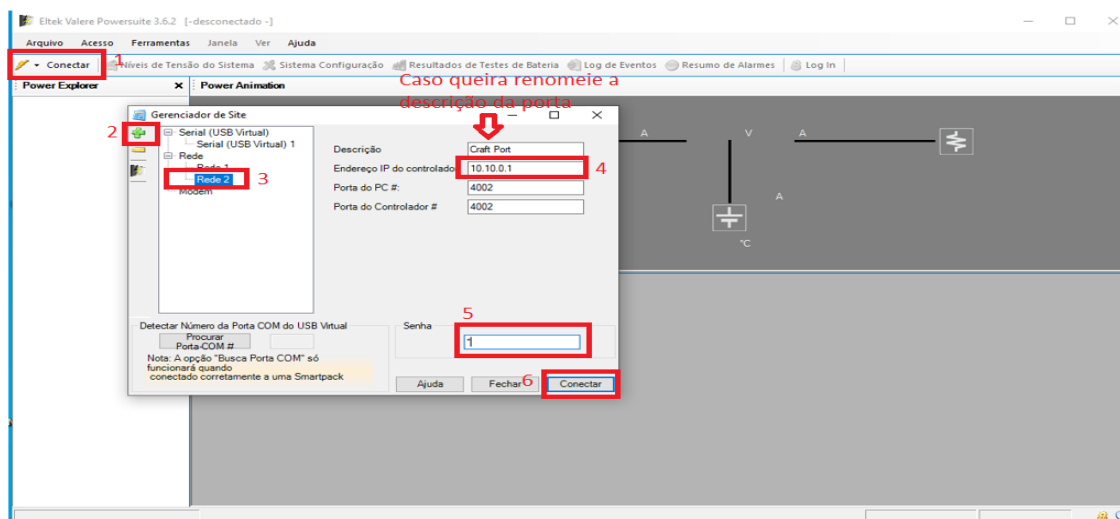 Eltek Valere Powersuite 3.6.2 [-desconectado -]
Arquivo Acesso Ferramentas Janela Ver Ajuda
Conectar 1 Níveis de Tensão do Sistema Sistema Configuração Resultados de Testes de Bateria Log de Eventos Resumo de Alarmes Log In
Power Explorer x Power Animation
Caso queira renomeie a
descrição da porta
Gerenciador de Site
2
Serial (USB Virtual)
Serial (USB Virtual) 1
Rede
Rede 1
Rede 2 3
Modem
Descrição Craft Port
Endereço IP do controlador 10.10.0.1 4
Porta do PC #: 4002
Porta do Controlador # 4002
A V A
A
°C
Detectar Número da Porta COM do USB Virtual
Procurar
Porta-COM #
Nota: A opção "Busca Porta COM" só
funcionará quando
conectado corretamente a uma Smartpack
Senha 5
1
Ajuda Fechar 6 Conectar